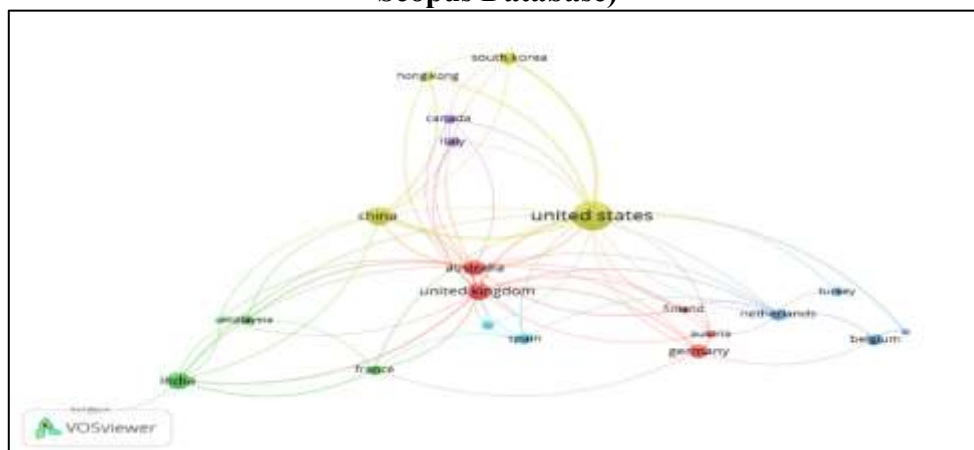 Scopus Database)
south korea
hong kong
canada
italy
china
united states
australia
united kingdom
turkey
finland
netherlands
malaysia
austria
spain
belgium
germany
france
india
VOSviewer